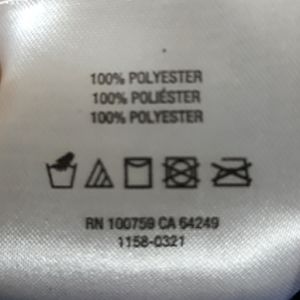 100% POLYESTER
100% POLIÉSTER
100% POLYESTER
RN 100759 CA 64249
1158-0321